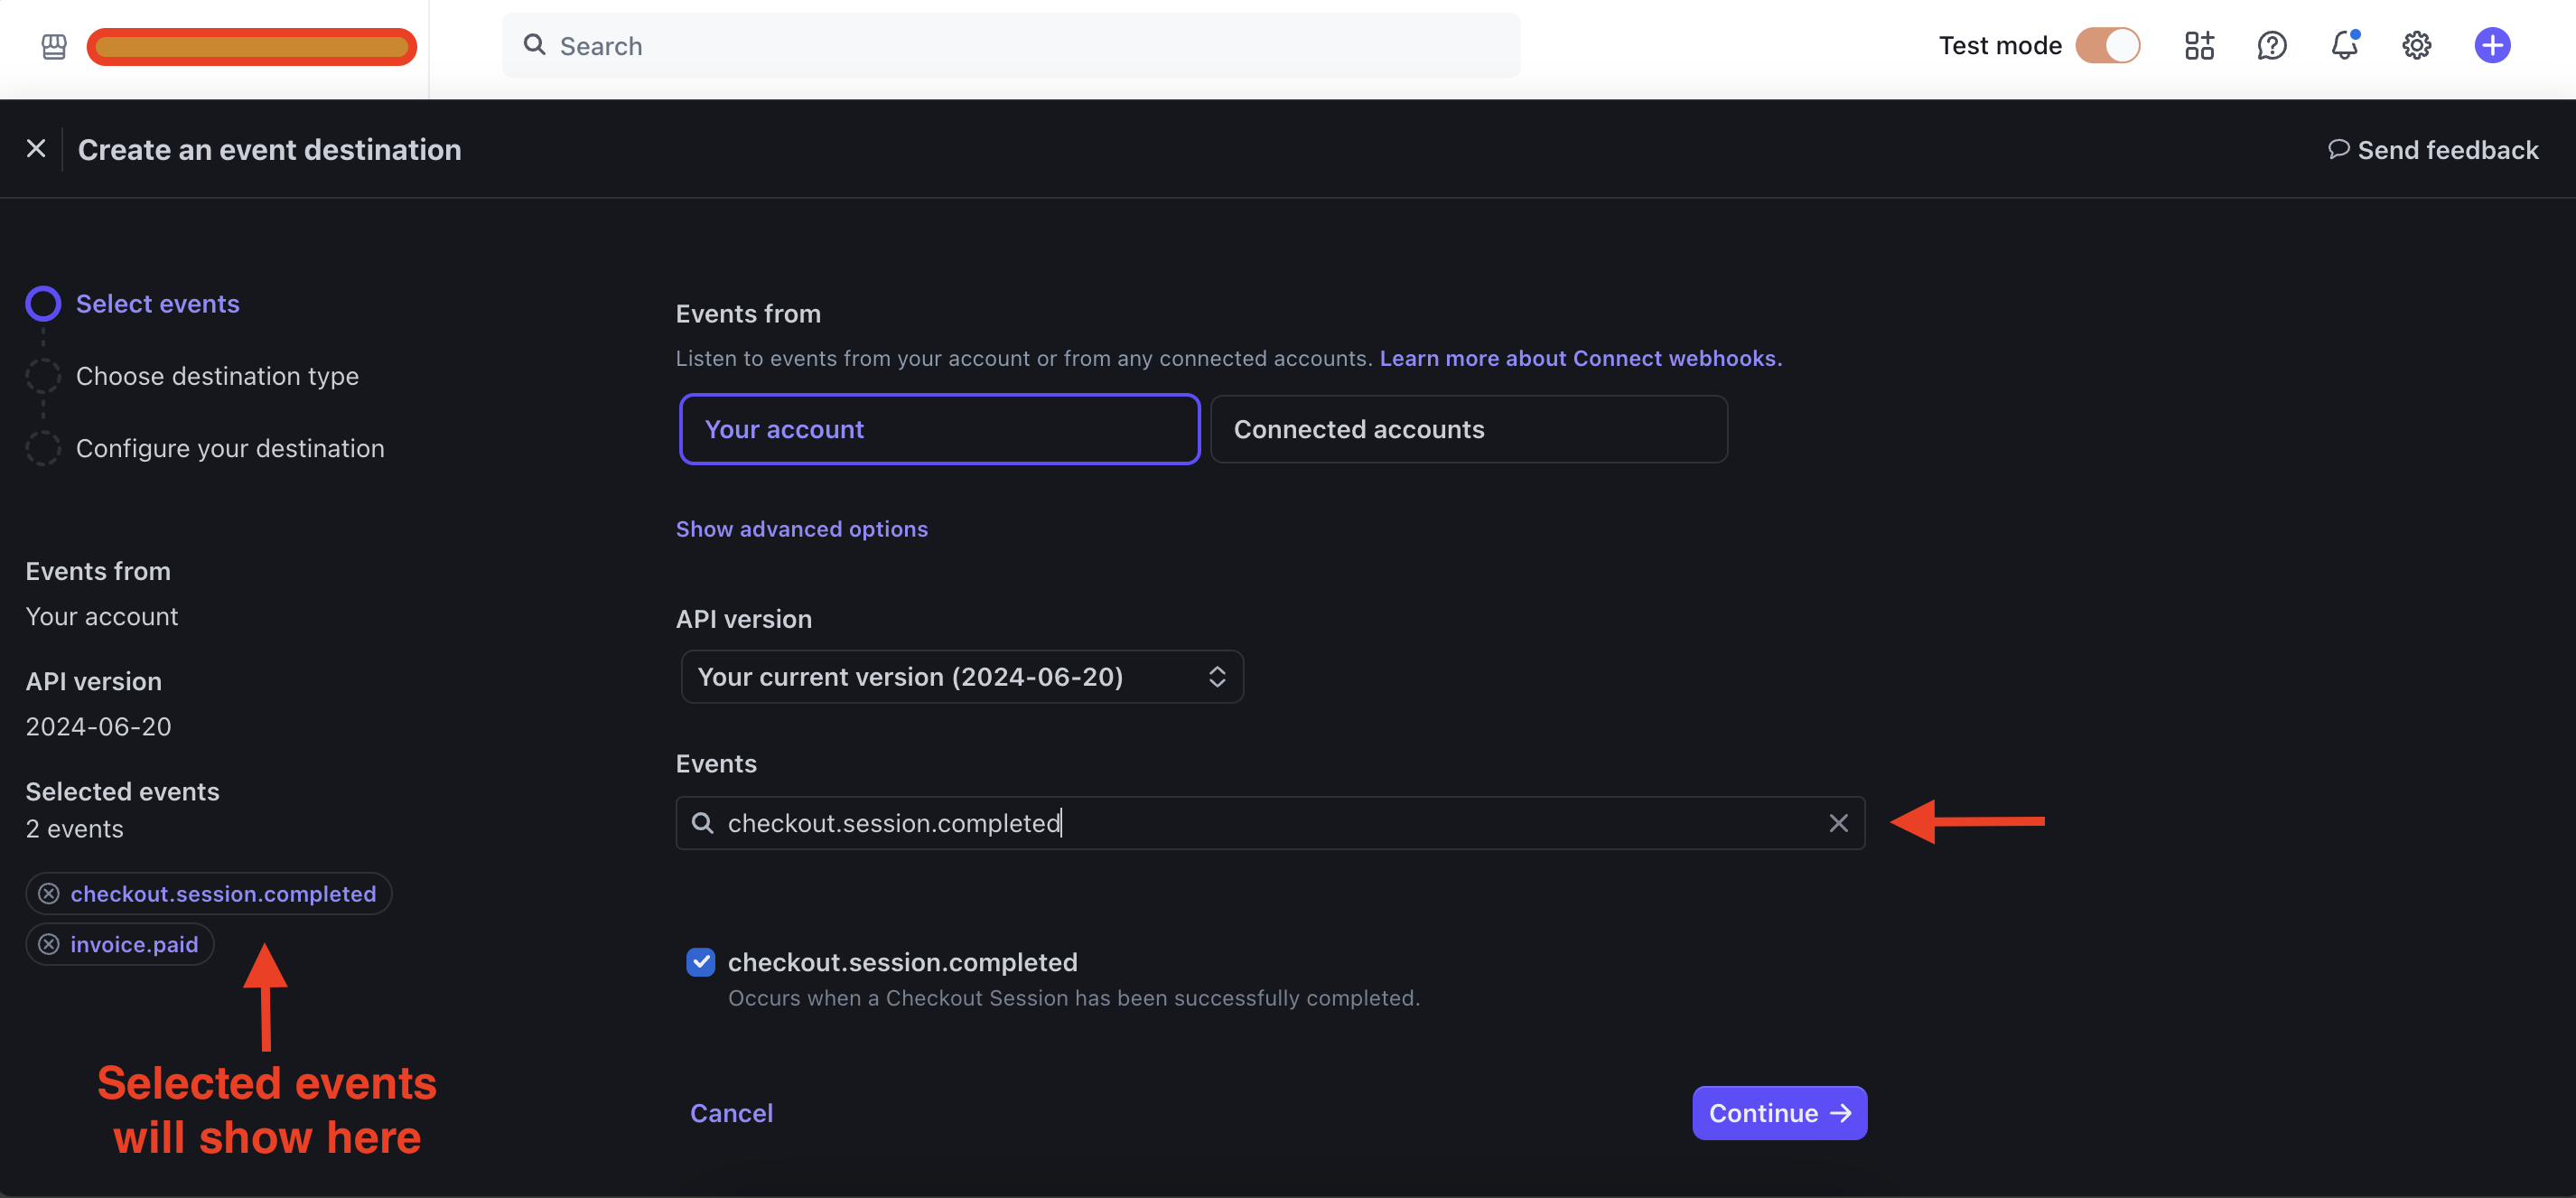 Search
Test mode
Create an event destination
Send feedback
Select events
Choose destination type
Configure your destination
Events from
Your account
API version
2024-06-20
Selected events
2 events
checkout.session.completed
invoice.paid
Selected events
will show here
Events from
Listen to events from your account or from any connected accounts. Learn more about Connect webhooks.
Your account
Connected accounts
Show advanced options
API version
Your current version (2024-06-20)
Events
checkout.session.completed
checkout.session.completed
Occurs when a Checkout Session has been successfully completed.
Cancel
Continue